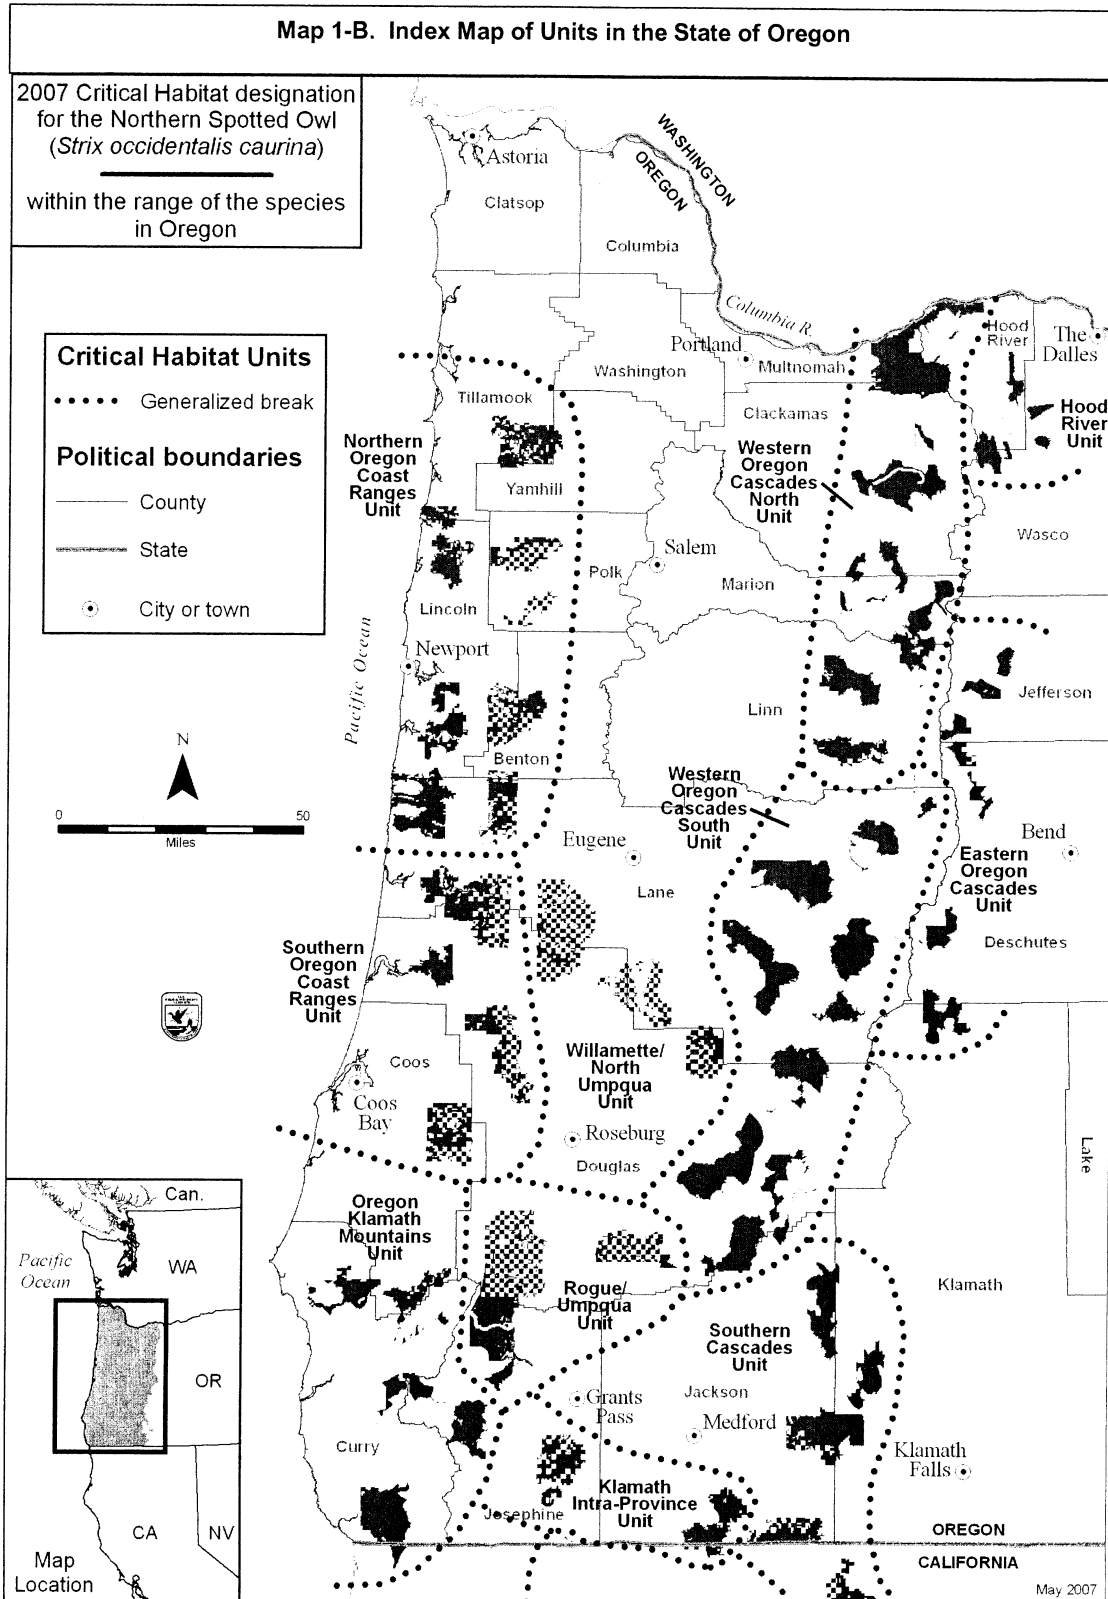 Map 1-B. Index Map of Units in the State of Oregon
2007 Critical Habitat designation
for the Northern Spotted Owl
(Strix occidentalis caurina)
within the range of the species
in Oregon
Critical Habitat Units
Generalized break
Political boundaries
County
State
City or town
N
0
50
Miles
WASHINGTON
OREGON
Astoria
Clatsop
Columbia
Columbia R.
Portland
Multnomah
Hood
River
The
Dalles
Washington
Tillamook
Clackamas
Hood
River
Unit
Northern
Oregon
Coast
Ranges
Unit
Western
Oregon
Cascades
North
Unit
Yamhill
Wasco
Salem
Polk
Marion
Lincoln
Pacific Ocean
Newport
Jefferson
Linn
Benton
Western
Oregon
Cascades
South
Unit
Eugene
Bend
Eastern
Oregon
Cascades
Unit
Lane
Deschutes
Southern
Oregon
Coast
Ranges
Unit
Coos
Willamette/
North
Umpqua
Unit
Coos
Bay
Roseburg
Douglas
Lake
Oregon
Klamath
Mountains
Unit
Rogue/
Umpqua
Unit
Klamath
Southern
Cascades
Unit
Jackson
Grants
Pass
Medford
Curry
Klamath
Falls
Klamath
Intra-Province
Unit
Josephine
OREGON
CALIFORNIA
May 2007
Can.
Pacific
Ocean
WA
OR
CA
NV
Map
Location